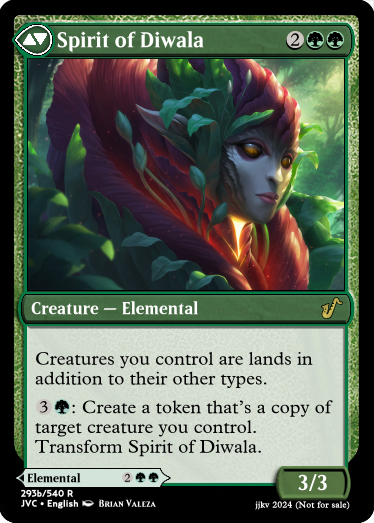 Spirit of Diwala 2
Creature — Elemental
Creatures you control are lands in
addition to their other types.
3 : Create a token that's a copy of
target creature you control.
Transform Spirit of Diwala.
Elemental 2
3/3
293b/540 R
JVC • English Brian Valeza
jjkv 2024 (Not for sale)